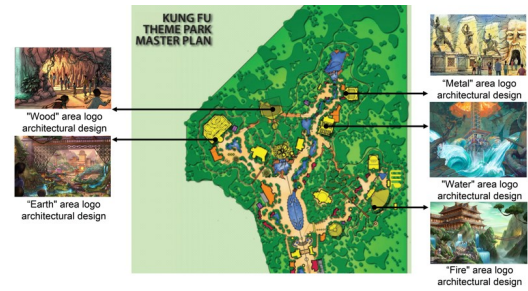 KUNG FU
THEME PARK
MASTER PLAN
"Wood" area logo
architectural design
"Earth" area logo
architectural design
"Metal" area logo
architectural design
"Water" area logo
architectural design
"Fire" area logo
architectural design